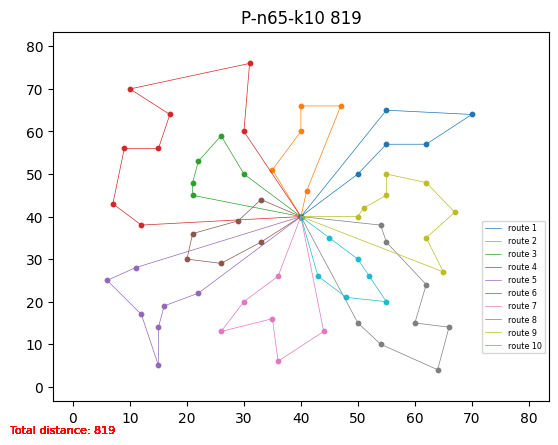 P-n65-k10 819
80
70
60
50
40
30
20
10
0
route 1
route 2
route 3
route 4
route 5
route 6
route 7
route 8
route 9
route 10
0 10 20 30 40 50 60 70 80
Total distance: 819